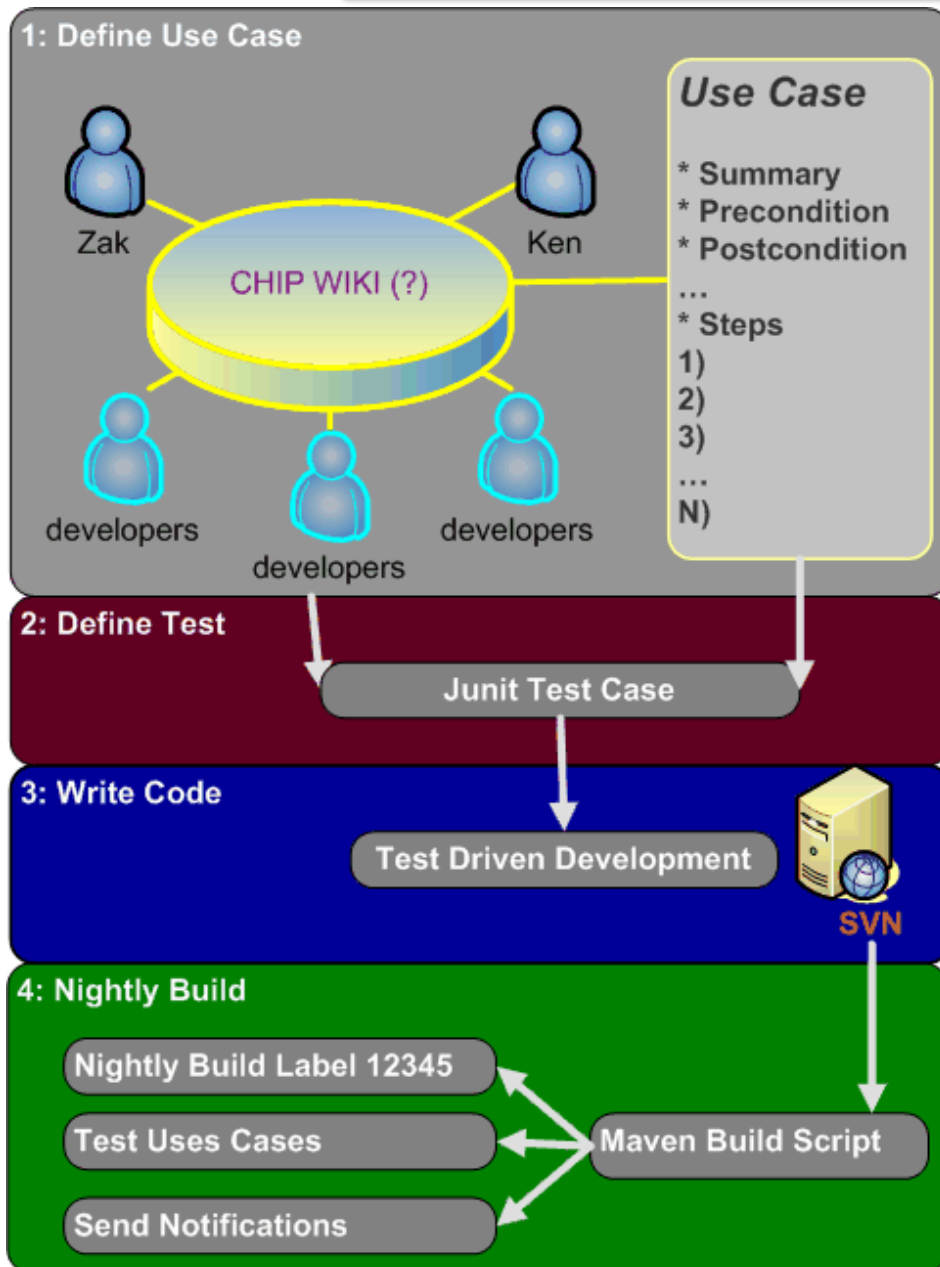 1: Define Use Case
Zak
Ken
CHIP WIKI (?)
developers
developers
developers
Use Case
* Summary
* Precondition
* Postcondition
...
* Steps
1)
2)
3)
...
N)
2: Define Test
Junit Test Case
3: Write Code
Test Driven Development
SVN
4: Nightly Build
Nightly Build Label 12345
Test Uses Cases
Send Notifications
Maven Build Script